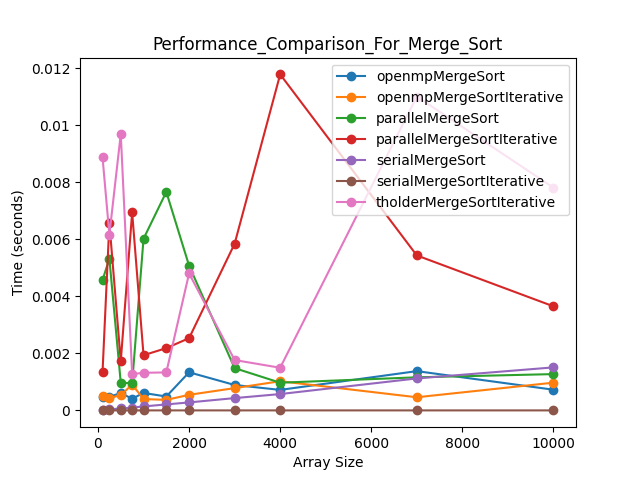 Performance_Comparison_For_Merge_Sort
0.012
0.01
0.008
0.006
0.004
0.002
0
Time (seconds)
openmpMergeSort
openmpMergeSortIterative
parallelMergeSort
parallelMergeSortIterative
serialMergeSort
serialMergeSortIterative
tholderMergeSortIterative
0 2000 4000 6000 8000 10000
Array Size